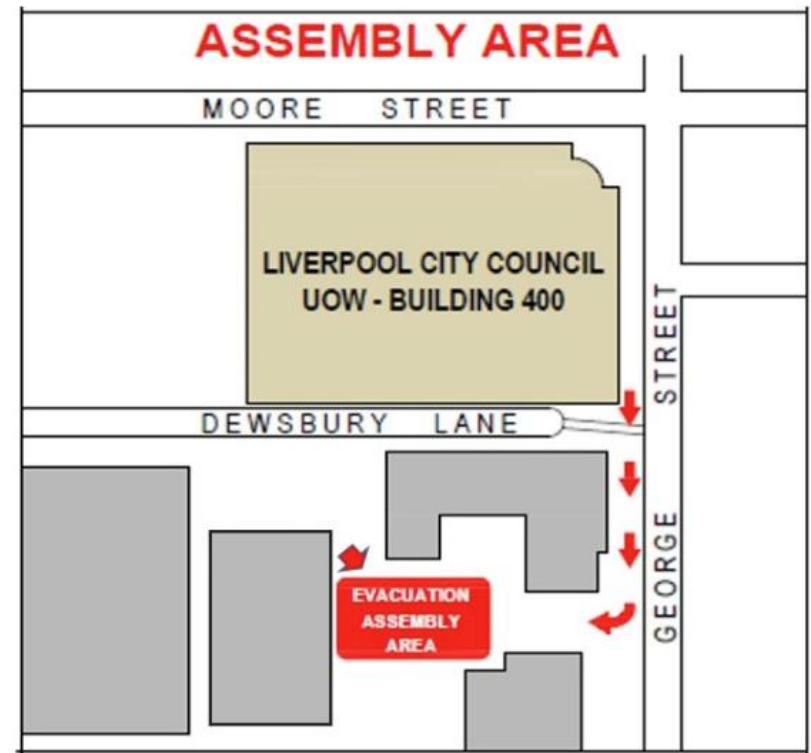 ASSEMBLY AREA
MOORE STREET
LIVERPOOL CITY COUNCIL
UOW - BUILDING 400
DEWSBURY LANE
GEORGE STREET
EVACUATION
ASSEMBLY
AREA